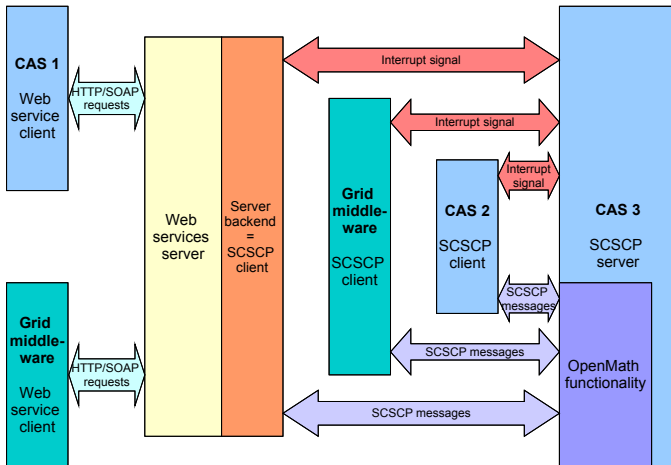 CAS 1
Web
service
client
HTTP/SOAP
requests
Grid
middle-
ware
Web
service
client
HTTP/SOAP
requests
Web
services
server
Server
backend
=
SCSCP
client
Interrupt signal
Interrupt signal
Interrupt
signal
Grid
middle-
ware
SCSCP
client
CAS 2
SCSCP
client
CAS 3
SCSCP
server
SCSCP
messages
SCSCP messages
SCSCP messages
OpenMath
functionality